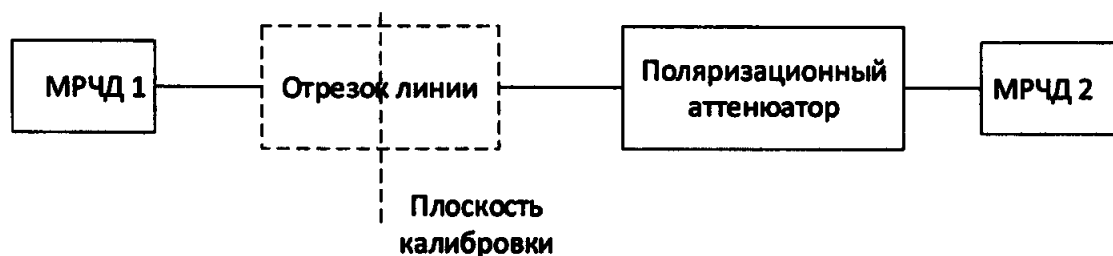 МРЧД 1
Отрезок линии
Поляризационный
аттенюатор
МРЧД 2
Плоскость
калибровки